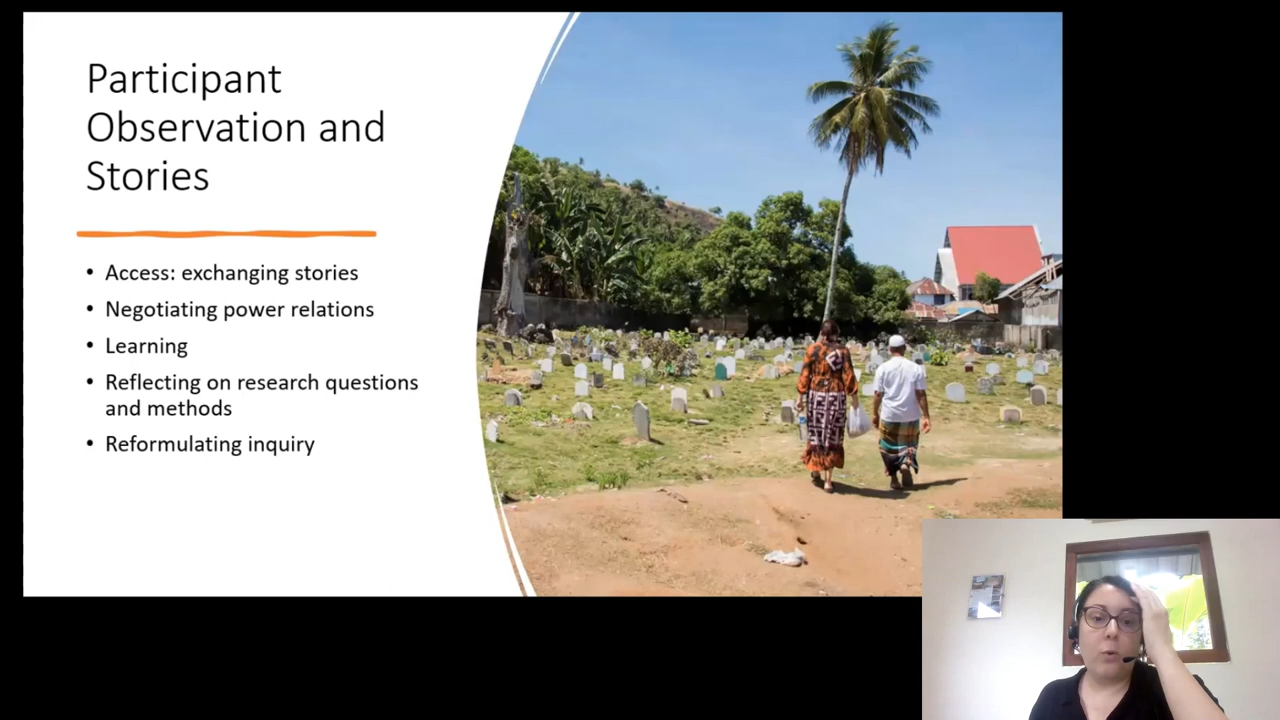 Participant
Observation and
Stories
• Access: exchanging stories
• Negotiating power relations
• Learning
• Reflecting on research questions
and methods
• Reformulating inquiry